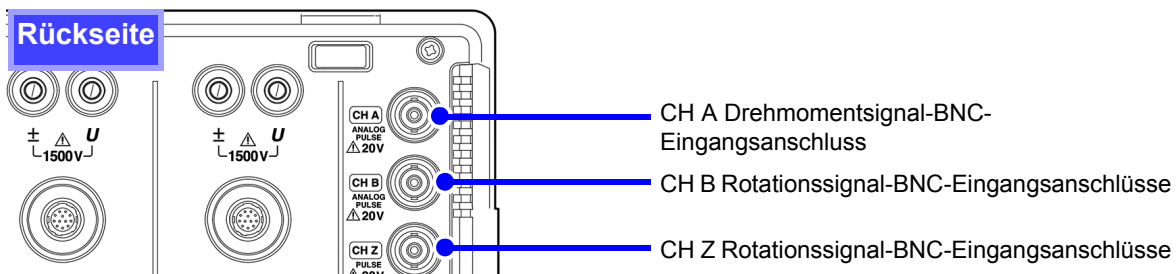 Rückseite
± ⚠ U
1500V
± ⚠ U
1500V
CH A
ANALOG
PULSE
⚠20V
CH A Drehmomentsignal-BNC-
Eingangsanschluss
CH B
ANALOG
PULSE
⚠20V
CH B Rotationssignal-BNC-Eingangsanschlüsse
CH Z
PULSE
CH Z Rotationssignal-BNC-Eingangsanschlüsse